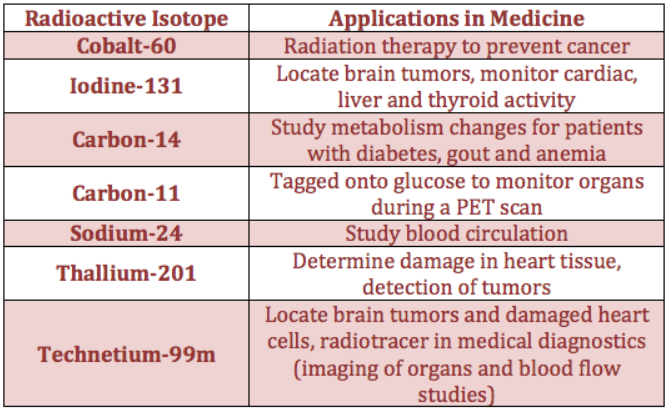 Radioactive Isotope Applications in Medicine
Cobalt-60 Radiation therapy to prevent cancer
Iodine-131 Locate brain tumors, monitor cardiac,
liver and thyroid activity
Carbon-14 Study metabolism changes for patients
with diabetes, gout and anemia
Carbon-11 Tagged onto glucose to monitor organs
during a PET scan
Sodium-24 Study blood circulation
Thallium-201 Determine damage in heart tissue,
detection of tumors
Technetium-99m Locate brain tumors and damaged heart
cells, radiotracer in medical diagnostics
(imaging of organs and blood flow
studies)